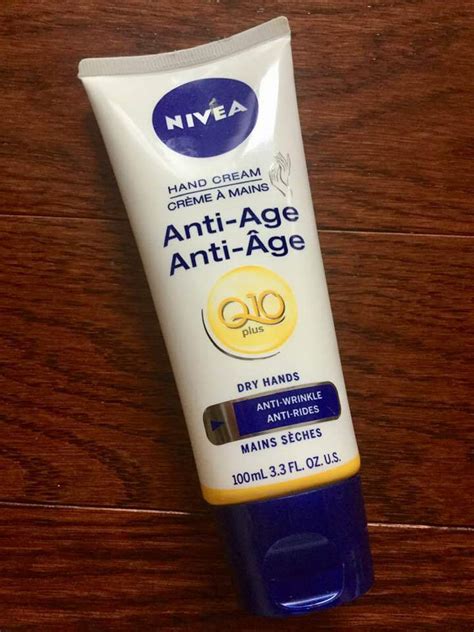 NIVEA
HAND CREAM
CRÈME À MAINS
Anti-Age
Anti-Âge
Q10
plus
DRY HANDS
ANTI-WRINKLE
ANTI-RIDES
MAINS SÈCHES
100mL 3.3 FL. OZ. U.S.